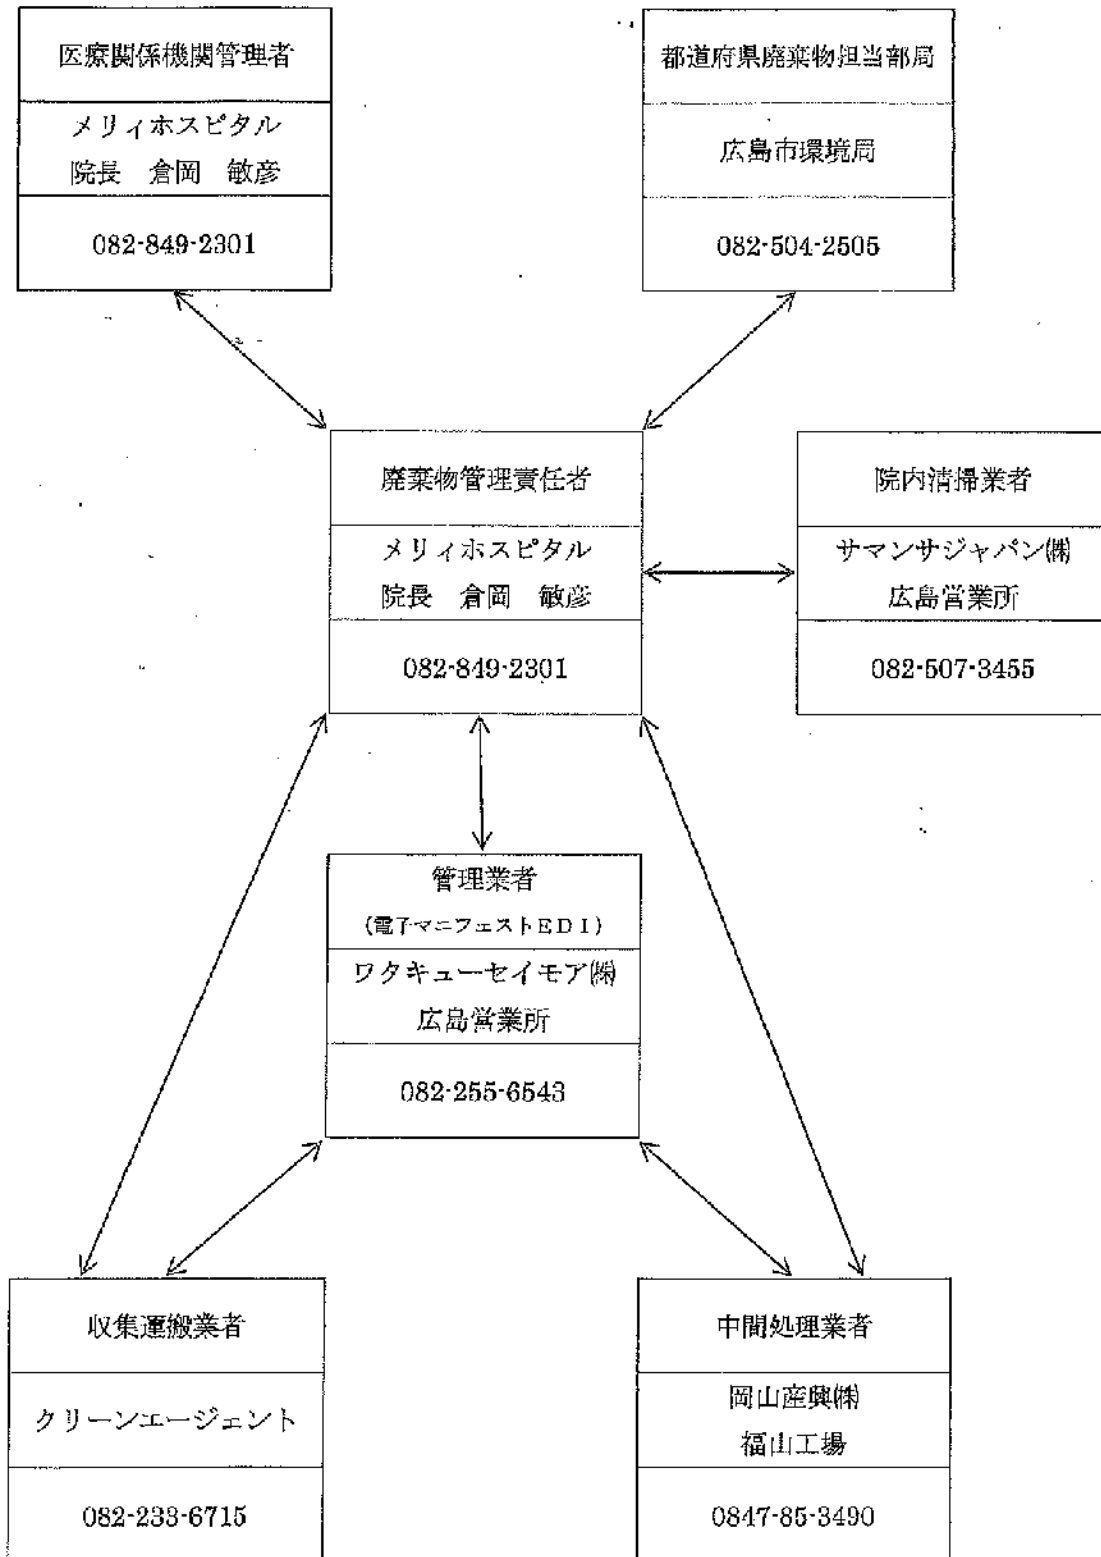 医療関係機関管理者
メリィホスピタル
院長 倉岡 敏彦
082-849-2301
都道府県廃棄物担当部局
広島市環境局
082-504-2505
廃棄物管理責任者
メリィホスピタル
院長 倉岡 敏彦
082-849-2301
院内清掃業者
サマンサジャパン㈱
広島営業所
082-507-3455
管理業者
(電子マニフェストEDI)
ワタキューセイモア㈱
広島営業所
082-255-6543
収集運搬業者
クリーンエージェント
082-233-6715
中間処理業者
岡山産興㈱
福山工場
0847-85-3490